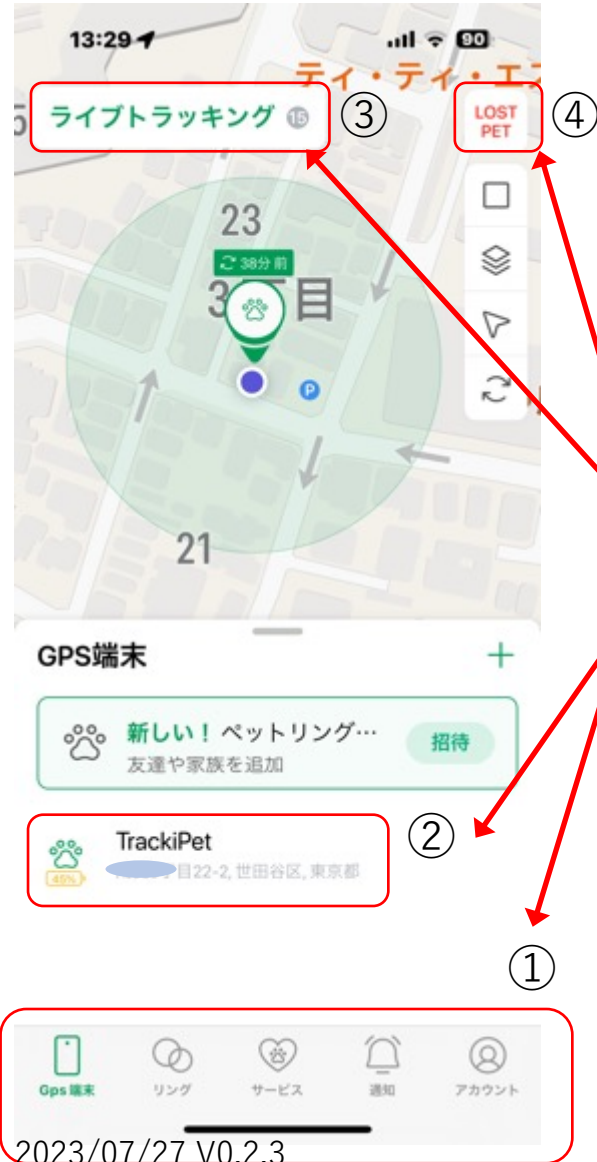 13:29
90
ティ・ティ・エ
5
ライブトラッキング 15
③
LOST
PET
④
23
38分 前
3 目
P
21
GPS端末
+
新しい！ペットリング…
友達や家族を追加
招待
②
TrackiPet
45%
目22-2, 世田谷区, 東京都
①
Gps 端末
リング
サービス
通知
アカウント
2023/07/27 V0.2.3